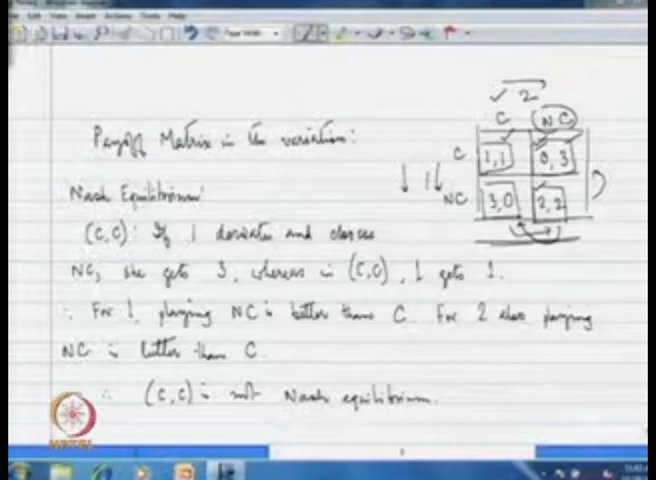 2
C NC
Payoff Matrix in the variation:
C 1,1 0,3
1 NC 3,0 2,2
Nash Equilibrium:
(C,C): If 1 deviates and chooses
NC, she gets 3, whereas in (C,C), 1 gets 1.
∴ For 1, playing NC is better than C. For 2 also playing
NC is better than C.
∴ (C,C) is not Nash equilibrium.